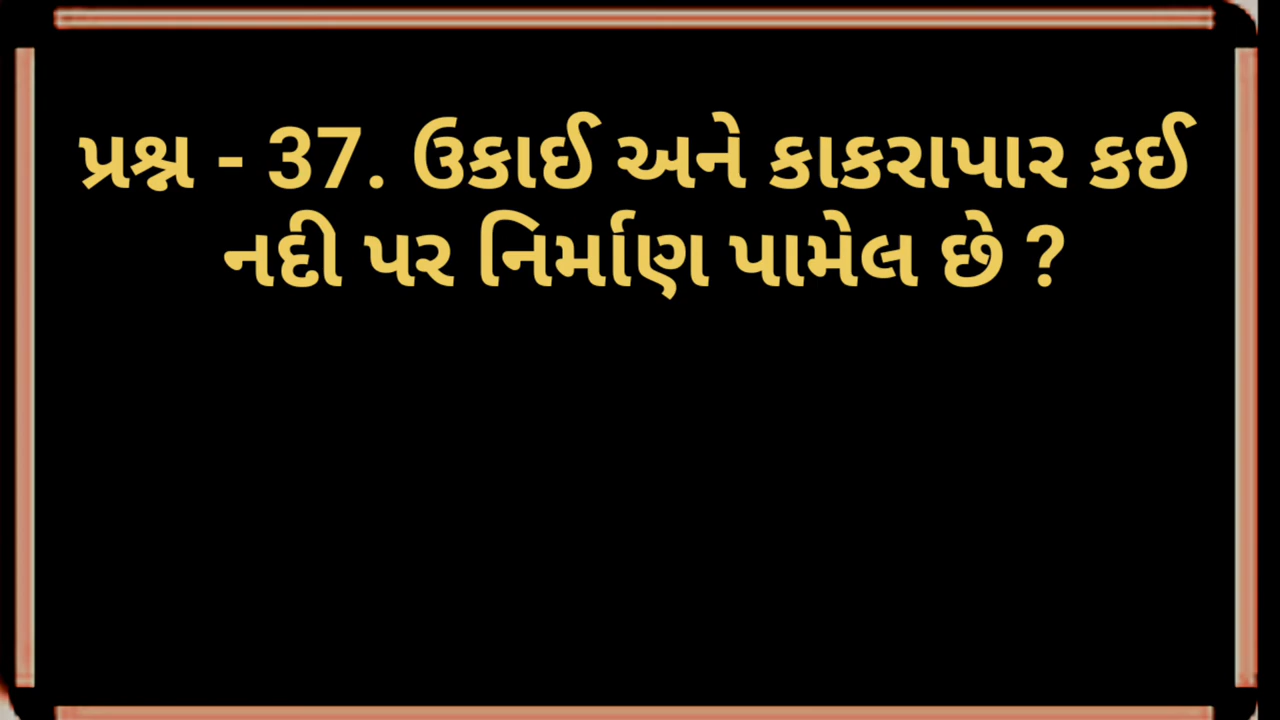 પ્રશ્ન - 37. ઉકાઈ અને કાકરાપાર કઈ
નદી પર નિર્માણ પામેલ છે ?